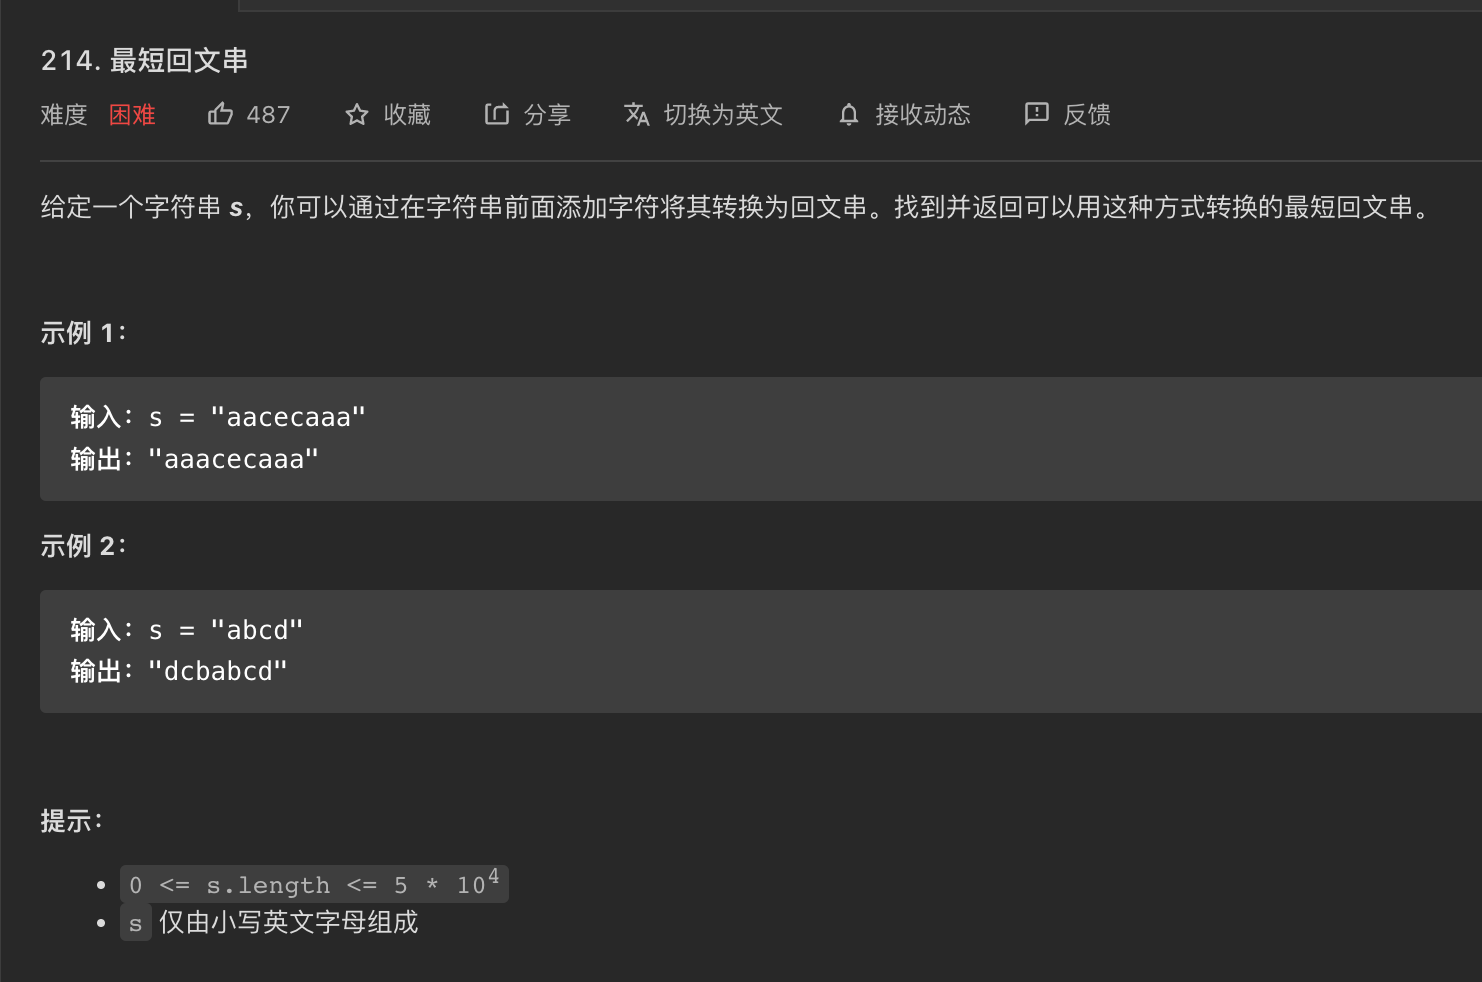 214. 最短回文串
难度 困难 487 收藏 分享 切换为英文 接收动态 反馈
给定一个字符串 s，你可以通过在字符串前面添加字符将其转换为回文串。找到并返回可以用这种方式转换的最短回文串。
示例 1：
输入：s = "aacecaaa"
输出："aaacecaaa"
示例 2：
输入：s = "abcd"
输出："dcbabcd"
提示：
0 <= s.length <= 5 * 10⁴
s 仅由小写英文字母组成